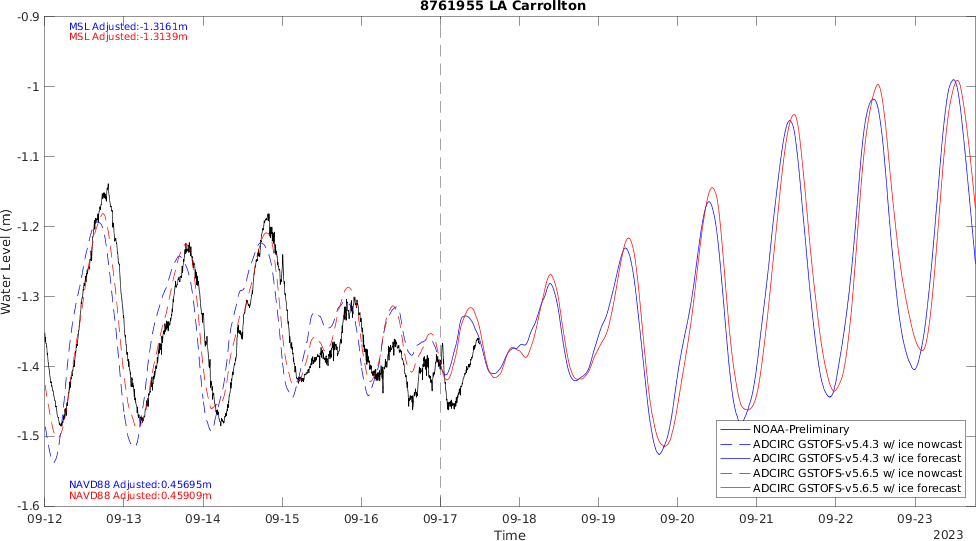 8761955 LA Carrollton
MSL Adjusted:-1.3161m
MSL Adjusted:-1.3139m
-0.9
-1
-1.1
-1.2
-1.3
-1.4
-1.5
-1.6
Water Level (m)
NAVD88 Adjusted:0.45695m
NAVD88 Adjusted:0.45909m
NOAA-Preliminary
ADCIRC GSTOFS-v5.4.3 w/ ice nowcast
ADCIRC GSTOFS-v5.4.3 w/ ice forecast
ADCIRC GSTOFS-v5.6.5 w/ ice nowcast
ADCIRC GSTOFS-v5.6.5 w/ ice forecast
09-12 09-13 09-14 09-15 09-16 09-17 09-18 09-19 09-20 09-21 09-22 09-23
Time
2023